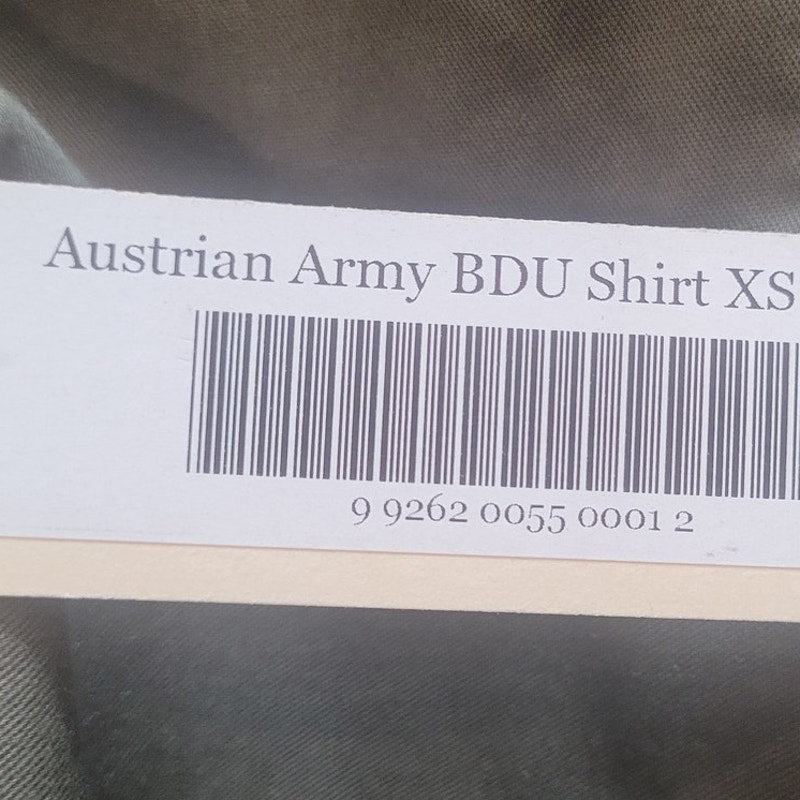 Austrian Army BDU Shirt XS
9 9262 0055 0001 2